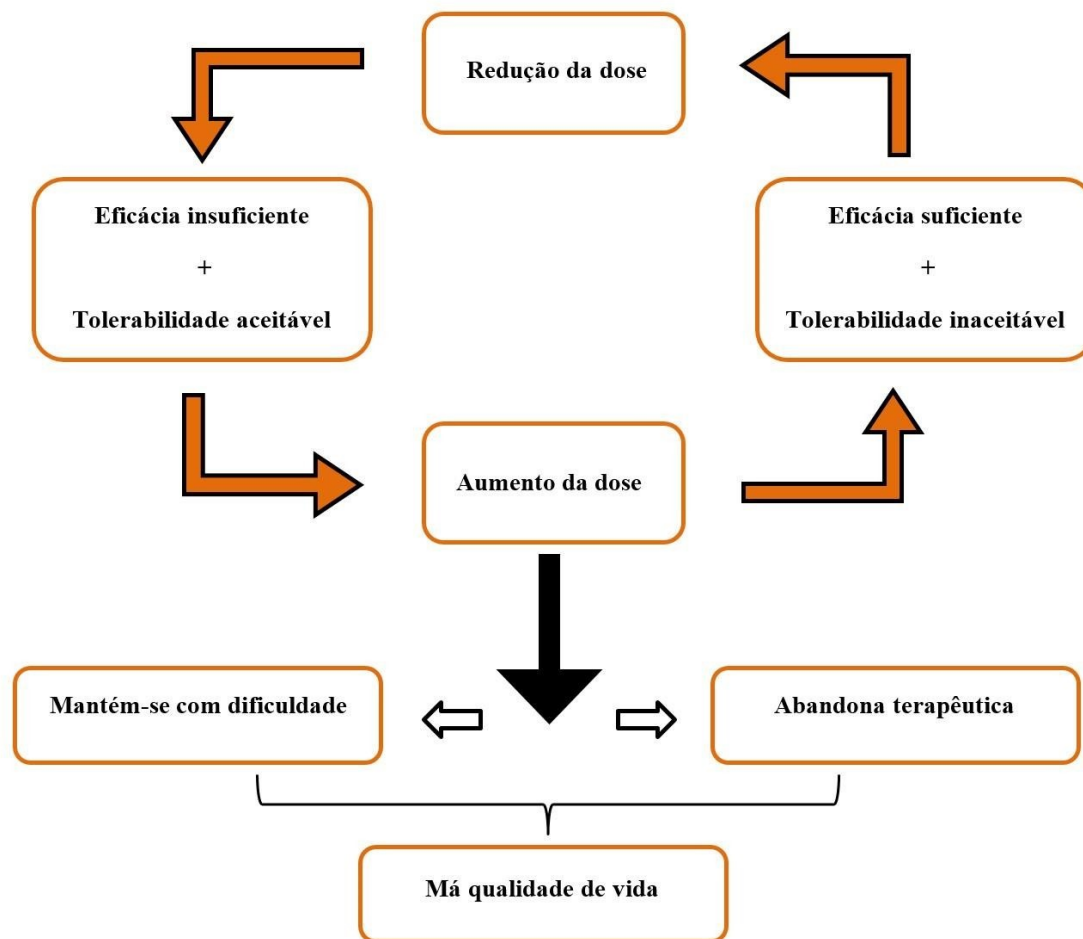 Redução da dose
Eficácia insuficiente
+
Tolerabilidade aceitável
Eficácia suficiente
+
Tolerabilidade inaceitável
Aumento da dose
Mantém-se com dificuldade
Abandona terapêutica
Má qualidade de vida